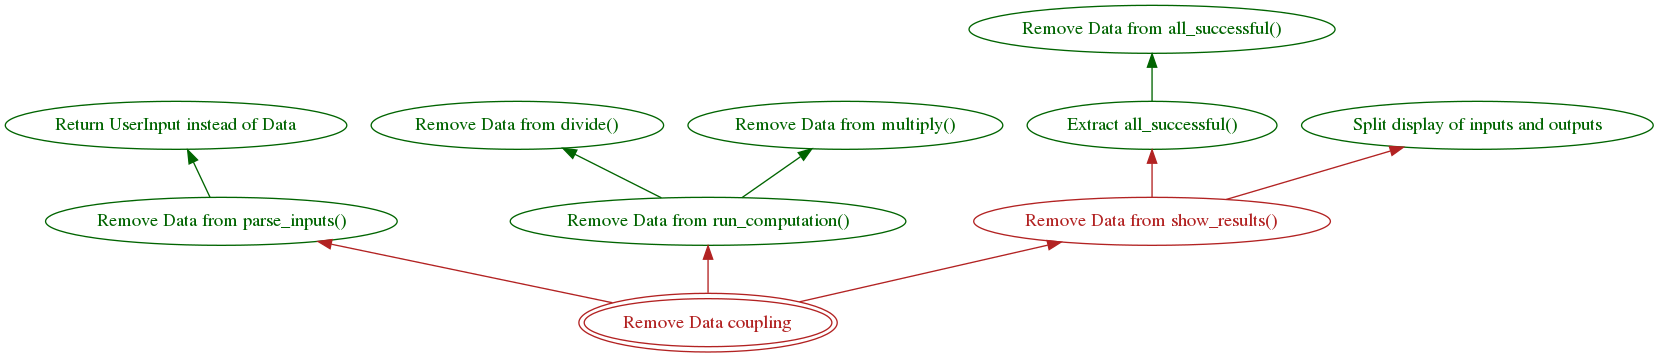 Remove Data from all_successful()
Return UserInput instead of Data
Remove Data from divide()
Remove Data from multiply()
Extract all_successful()
Split display of inputs and outputs
Remove Data from parse_inputs()
Remove Data from run_computation()
Remove Data from show_results()
Remove Data coupling